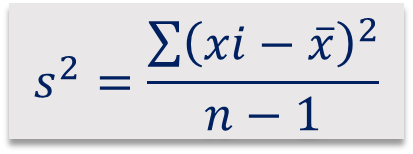 s² = ∑(xi − x̄)²
n − 1